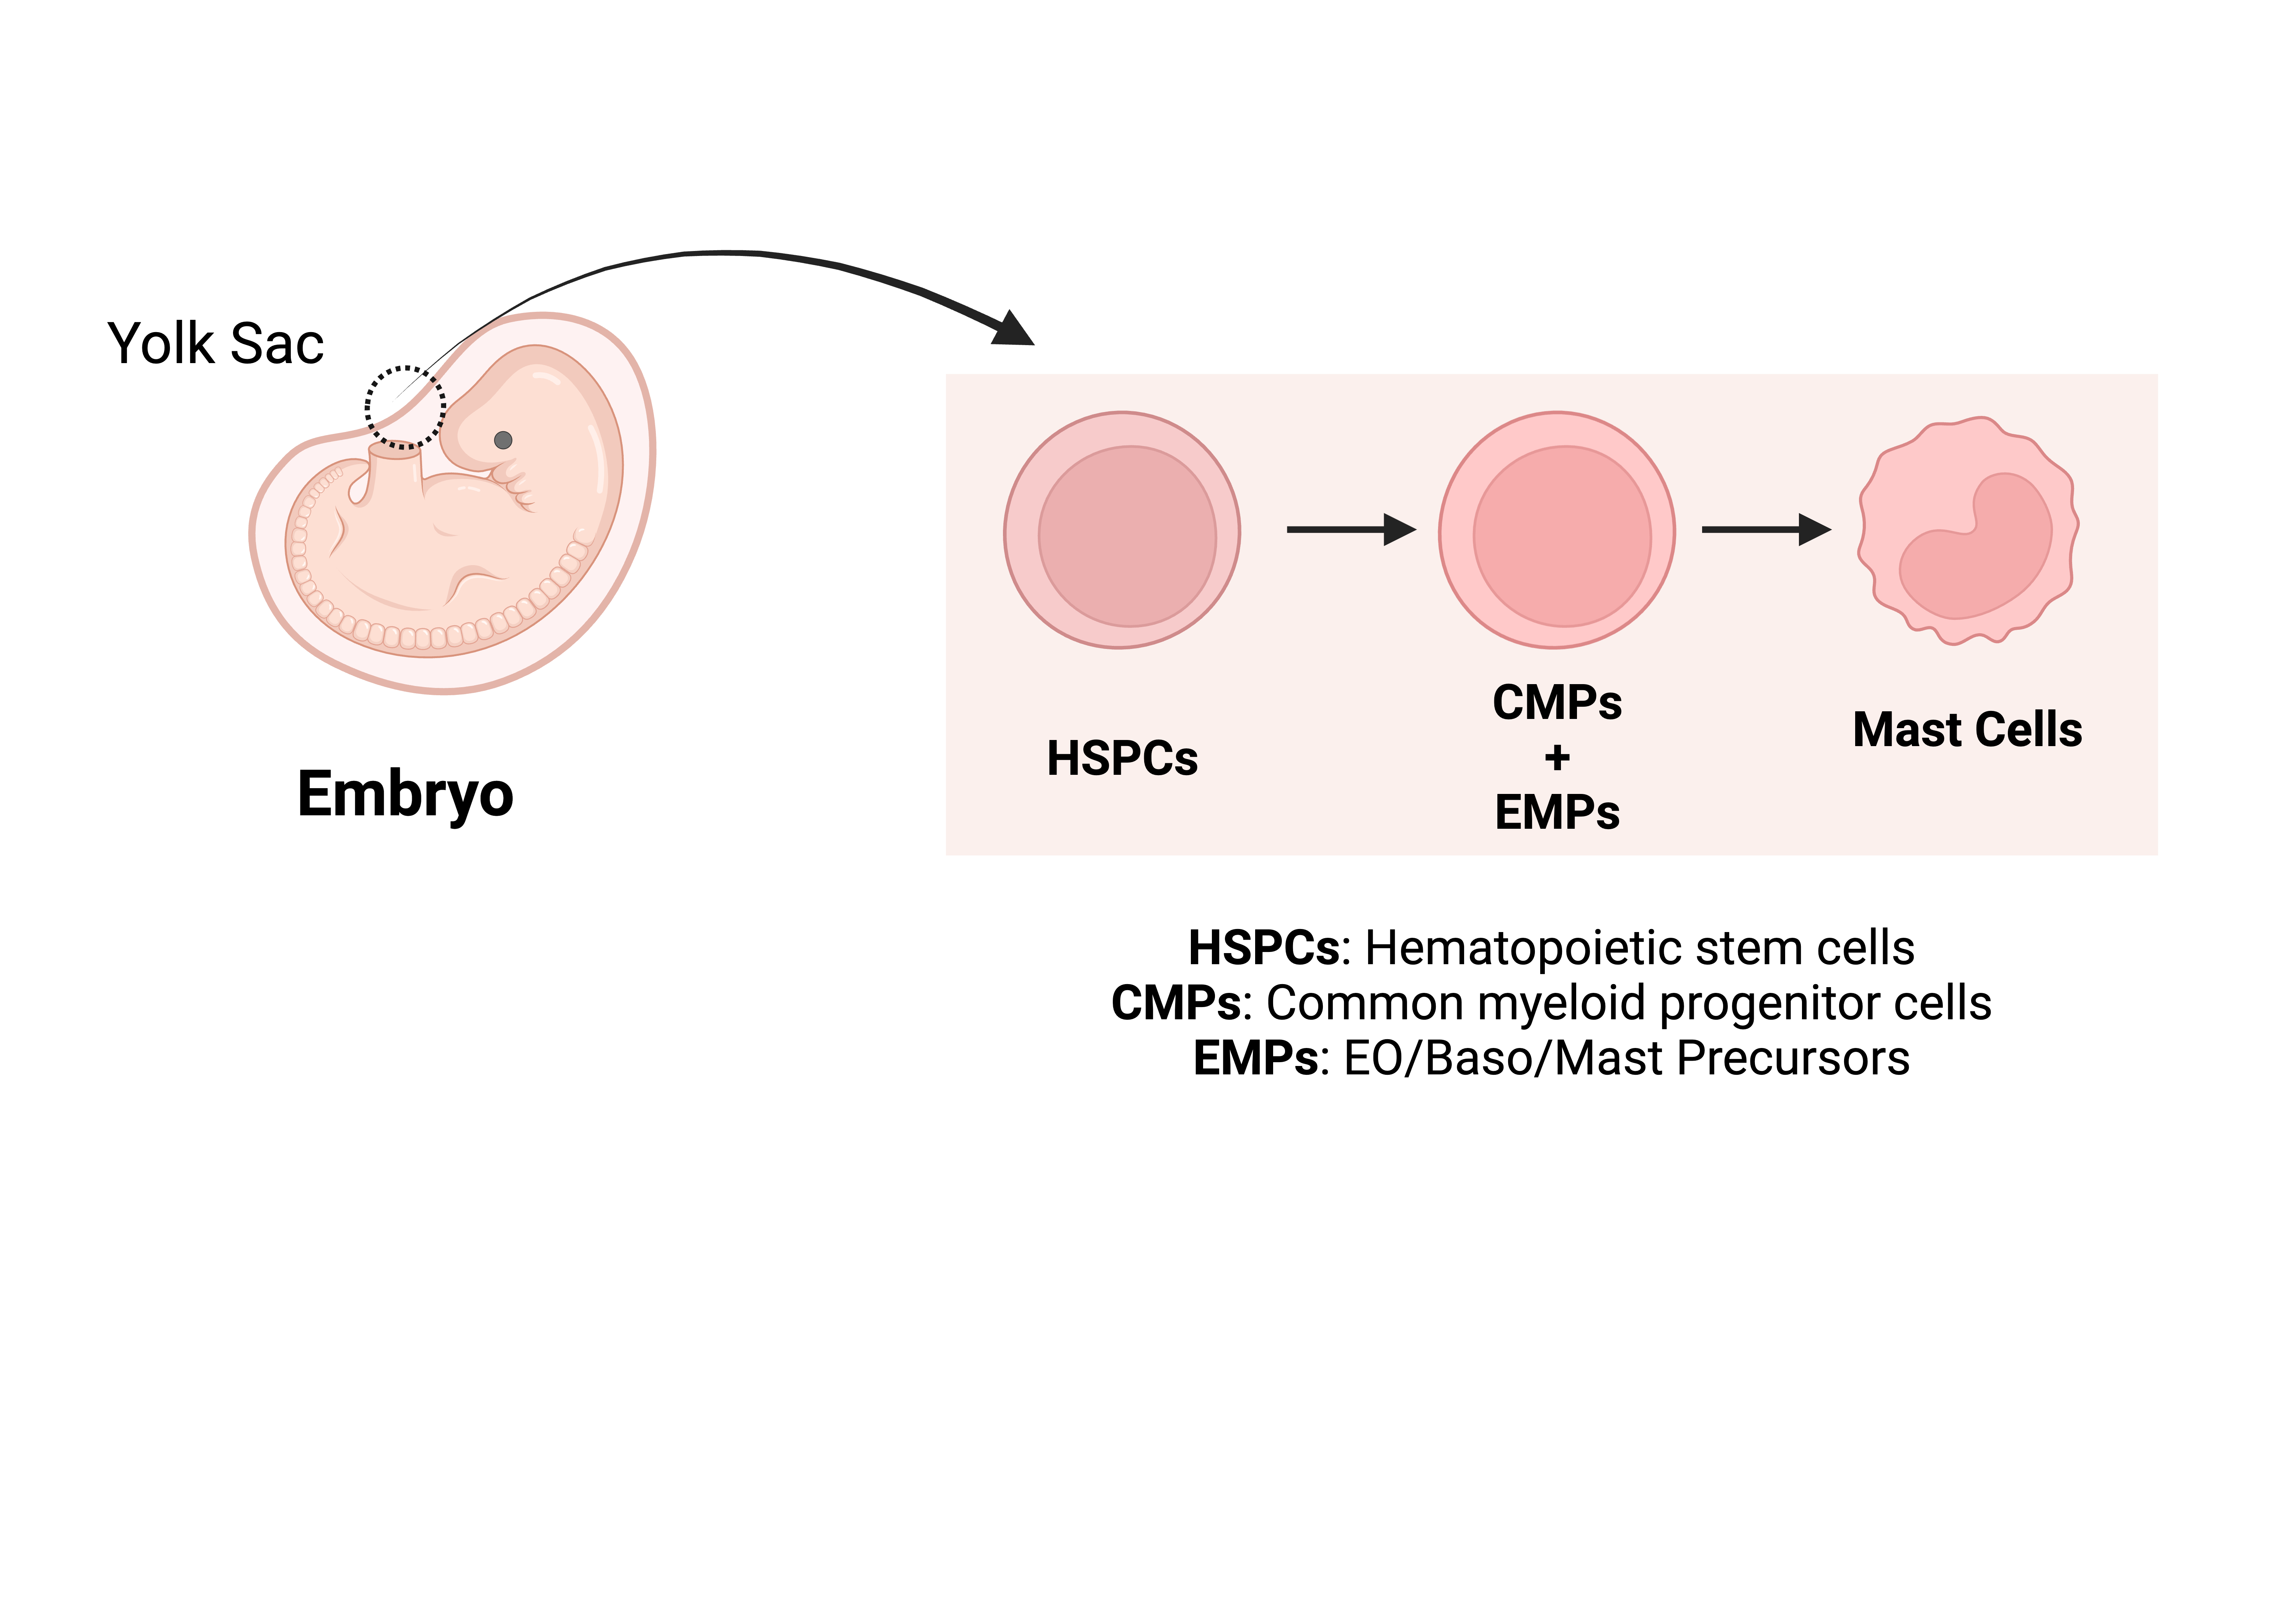 Yolk Sac
Embryo
HSPCs
CMPs
+
EMPs
Mast Cells
HSPCs: Hematopoietic stem cells
CMPs: Common myeloid progenitor cells
EMPs: EO/Baso/Mast Precursors